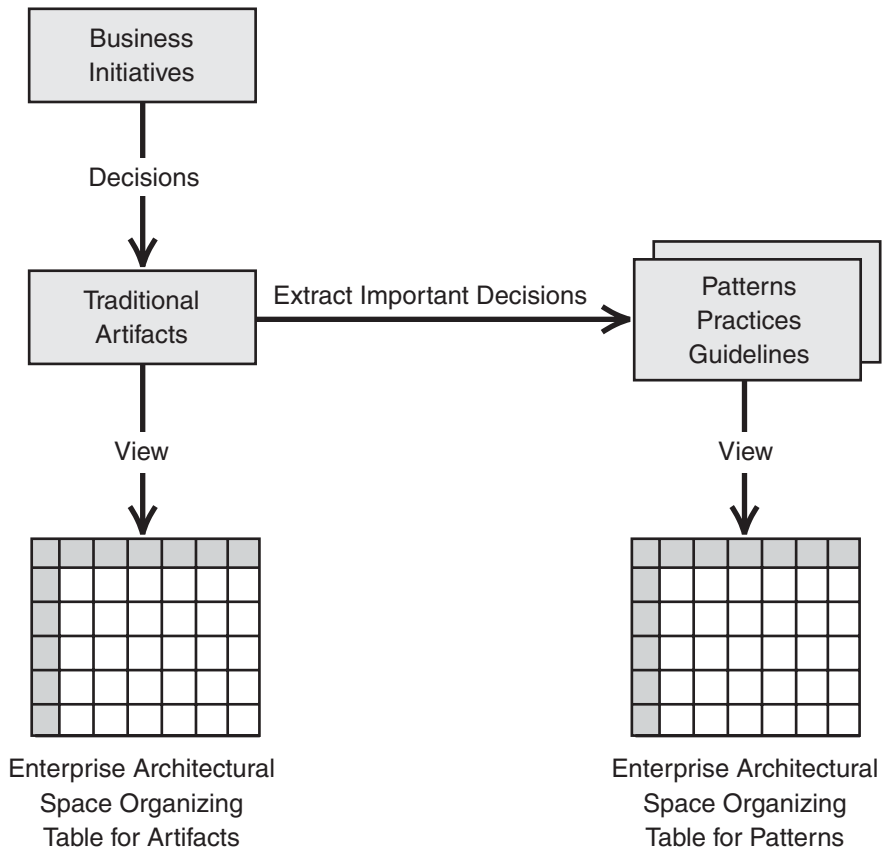 Business
Initiatives
Decisions
Traditional
Artifacts
Extract Important Decisions
Patterns
Practices
Guidelines
View
View
Enterprise Architectural
Space Organizing
Table for Artifacts
Enterprise Architectural
Space Organizing
Table for Patterns